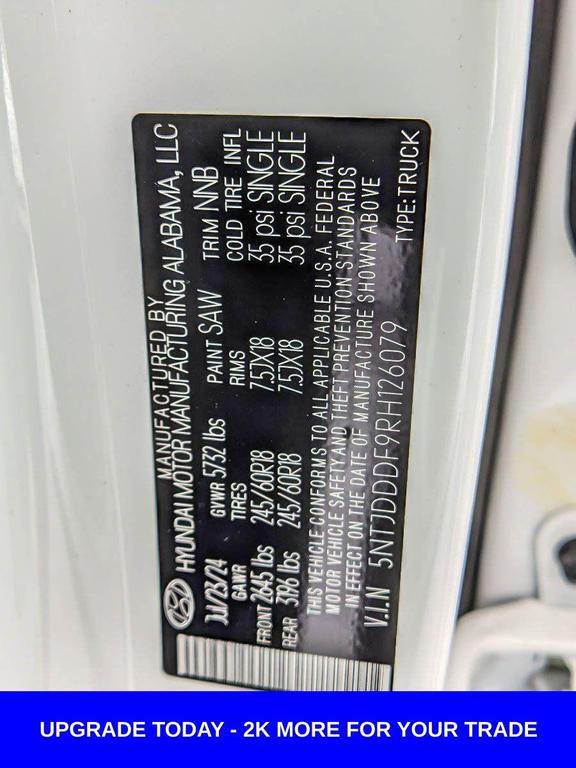 MANUFACTURED BY
HYUNDAI MOTOR MANUFACTURING ALABAMA, LLC
GVWR 5732 lbs PAINT SAW TRIM NNB
GAWR TIRES RIMS COLD TIRE INFL
FRONT 2645 lbs 245/60R18 7.5JX18 35 psi SINGLE
REAR 3196 lbs 245/60R18 7.5JX18 35 psi SINGLE
THIS VEHICLE CONFORMS TO ALL APPLICABLE U.S.A. FEDERAL
MOTOR VEHICLE SAFETY AND THEFT PREVENTION STANDARDS
IN EFFECT ON THE DATE OF MANUFACTURE SHOWN ABOVE
V.I.N 5NTJDDDF9RH126079 TYPE:TRUCK
UPGRADE TODAY - 2K MORE FOR YOUR TRADE